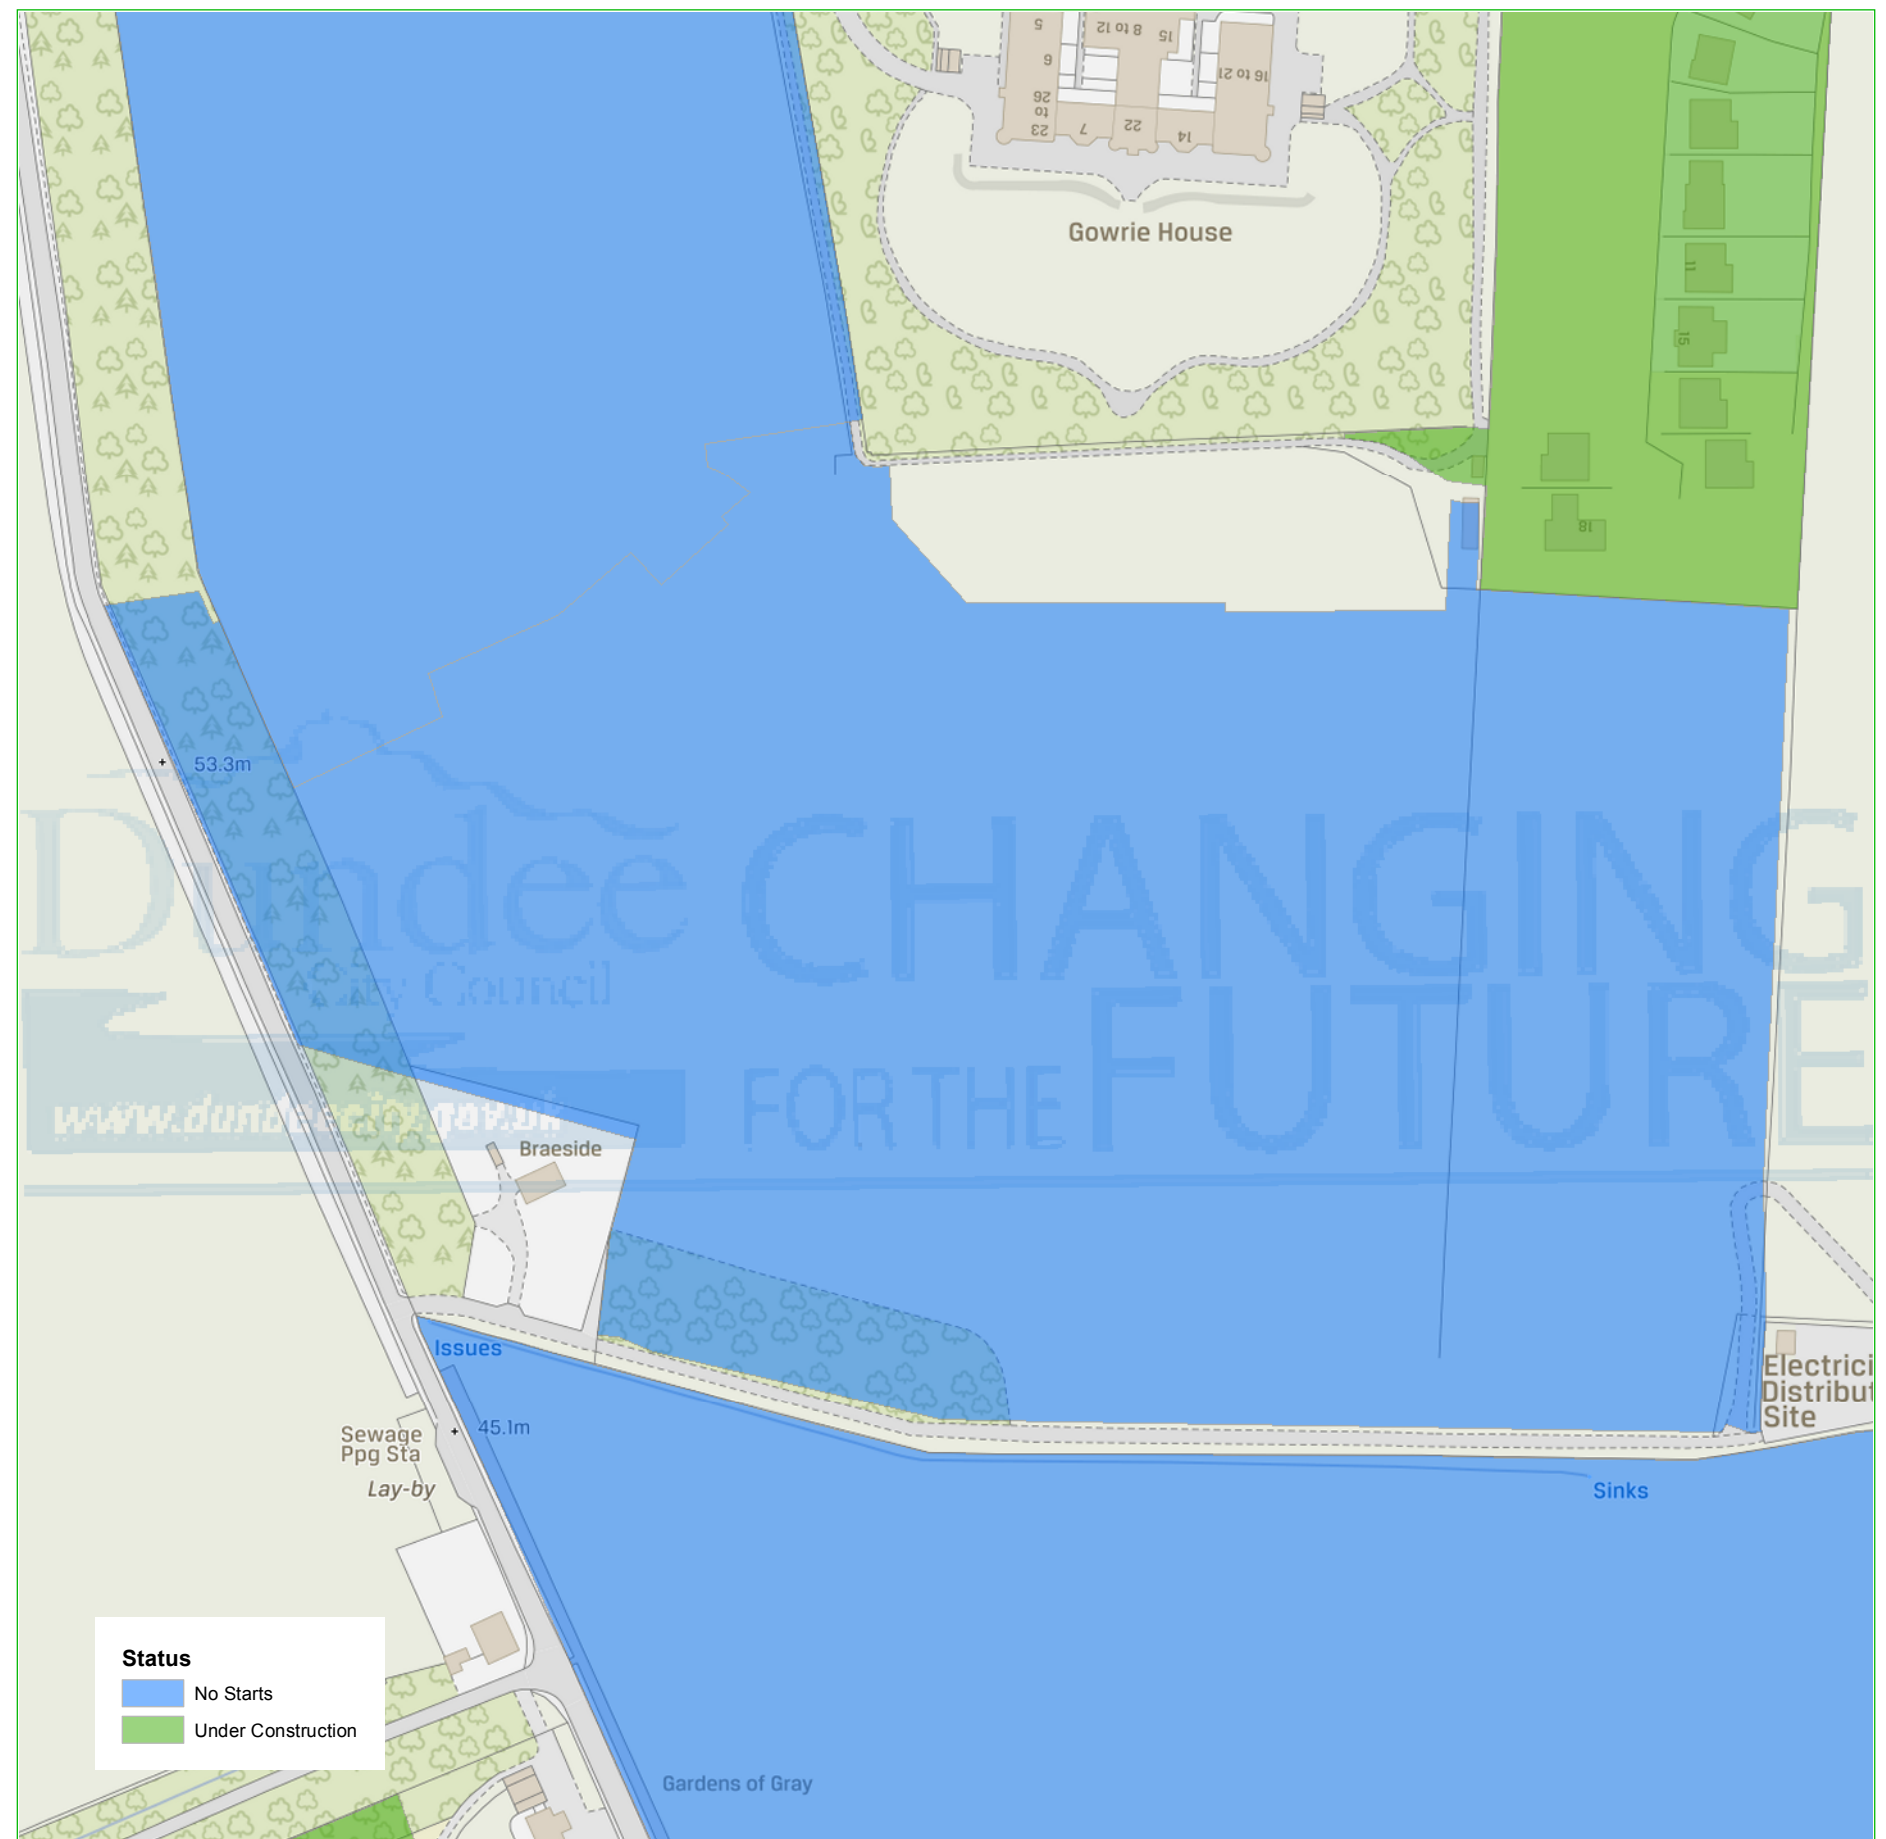 5
8 to 12
15
6
16 to 21
26
to
23
7
22
14
Gowrie House
11
15
18
53.3m
Dundee
City Council
CHANGING
FOR THE FUTURE
www.dundeecity.gov.uk
Braeside
Issues
45.1m
Sewage
Ppg Sta
Lay-by
Electrici
Distribut
Site
Sinks
Status
No Starts
Under Construction
Gardens of Gray